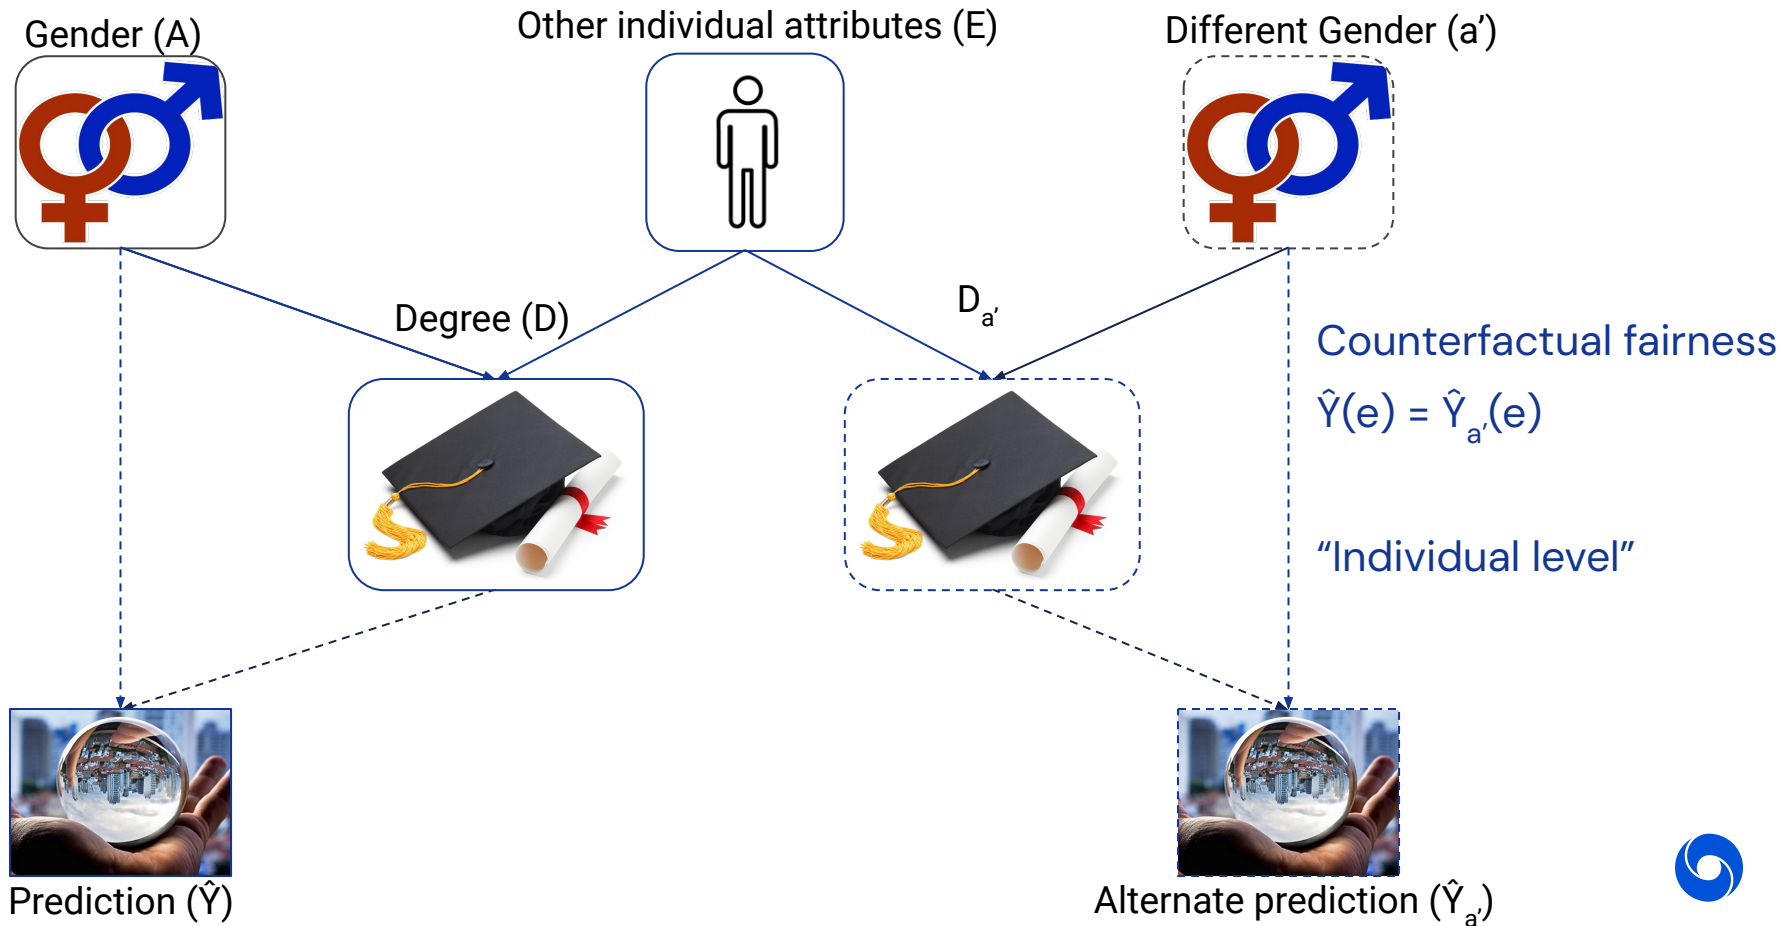 Gender (A)
Other individual attributes (E)
Different Gender (a’)
Degree (D)
Dₐ’
Counterfactual fairness
Ŷ(e) = Ŷₐ’(e)
“Individual level”
Prediction (Ŷ)
Alternate prediction (Ŷₐ’)